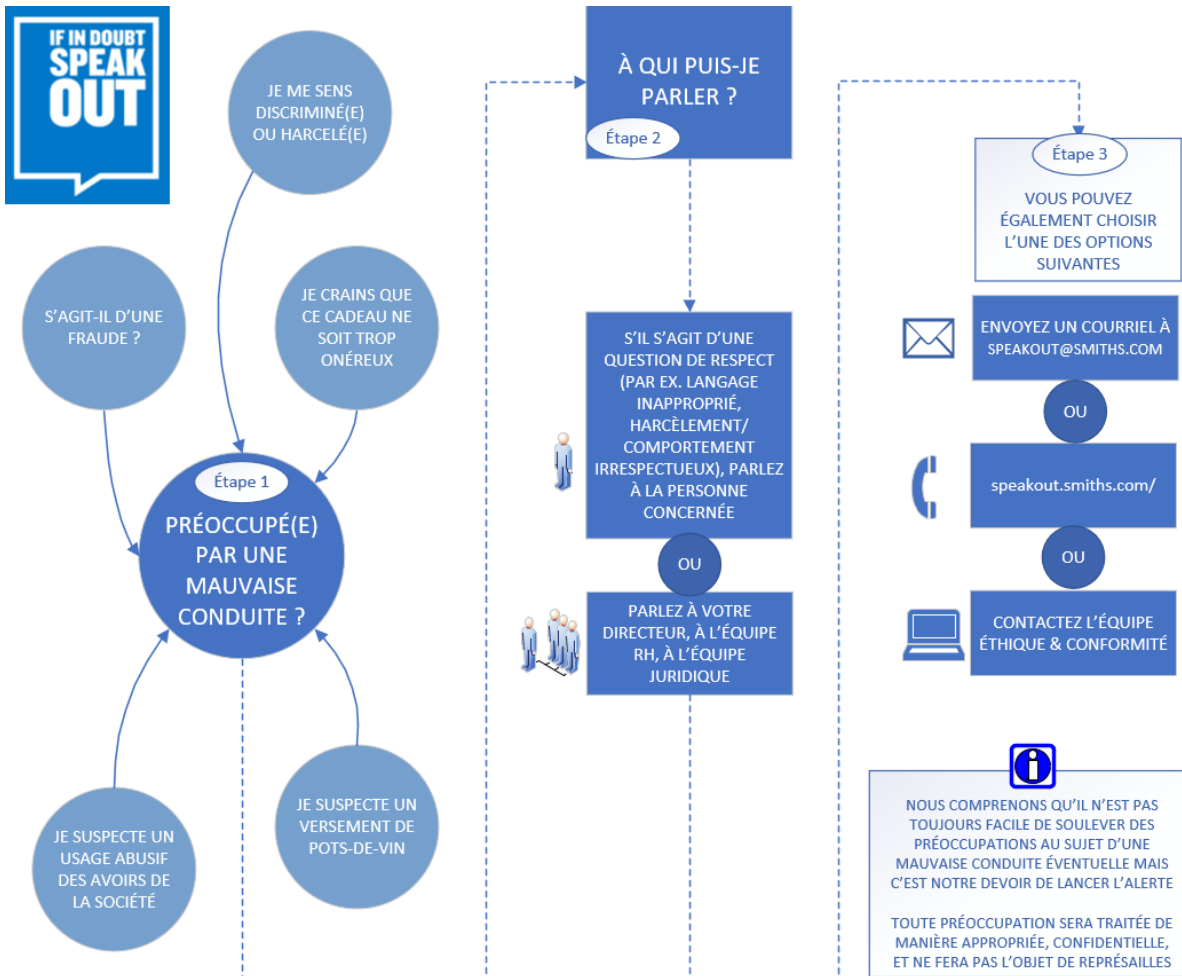 IF IN DOUBT
SPEAK
OUT
JE ME SENS
DISCRIMINÉ(E)
OU HARCELÉ(E)
S’AGIT-IL D’UNE
FRAUDE ?
JE CRAINS QUE
CE CADEAU NE
SOIT TROP
ONÉREUX
Étape 1
PRÉOCCUPÉ(E)
PAR UNE
MAUVAISE
CONDUITE ?
JE SUSPECTE UN
USAGE ABUSIF
DES AVOIRS DE
LA SOCIÉTÉ
JE SUSPECTE UN
VERSEMENT DE
POTS-DE-VIN
À QUI PUIS-JE
PARLER ?
Étape 2
S’IL S’AGIT D’UNE
QUESTION DE RESPECT
(PAR EX. LANGAGE
INAPPROPRIÉ,
HARCÈLEMENT/
COMPORTEMENT
IRRESPECTUEUX), PARLEZ
À LA PERSONNE
CONCERNÉE
OU
PARLEZ À VOTRE
DIRECTEUR, À L’ÉQUIPE
RH, À L’ÉQUIPE
JURIDIQUE
Étape 3
VOUS POUVEZ
ÉGALEMENT CHOISIR
L’UNE DES OPTIONS
SUIVANTES
ENVOYEZ UN COURRIEL À
SPEAKOUT@SMITHS.COM
OU
speakout.smiths.com/
OU
CONTACTEZ L’ÉQUIPE
ÉTHIQUE & CONFORMITÉ
NOUS COMPRENONS QU’IL N’EST PAS
TOUJOURS FACILE DE SOULEVER DES
PRÉOCCUPATIONS AU SUJET D’UNE
MAUVAISE CONDUITE ÉVENTUELLE MAIS
C’EST NOTRE DEVOIR DE LANCER L’ALERTE
TOUTE PRÉOCCUPATION SERA TRAITÉE DE
MANIÈRE APPROPRIÉE, CONFIDENTIELLE,
ET NE FERA PAS L’OBJET DE REPRÉSAILLES